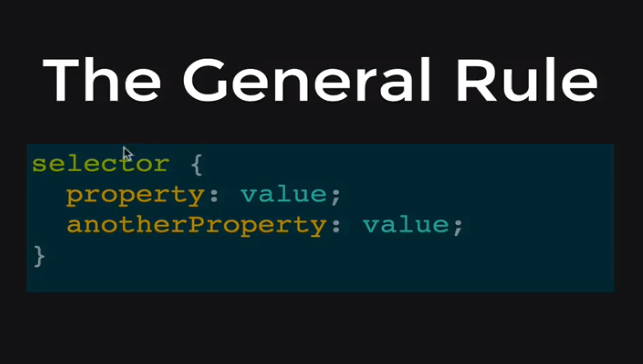 The General Rule
selector {
  property: value;
  anotherProperty: value;
}